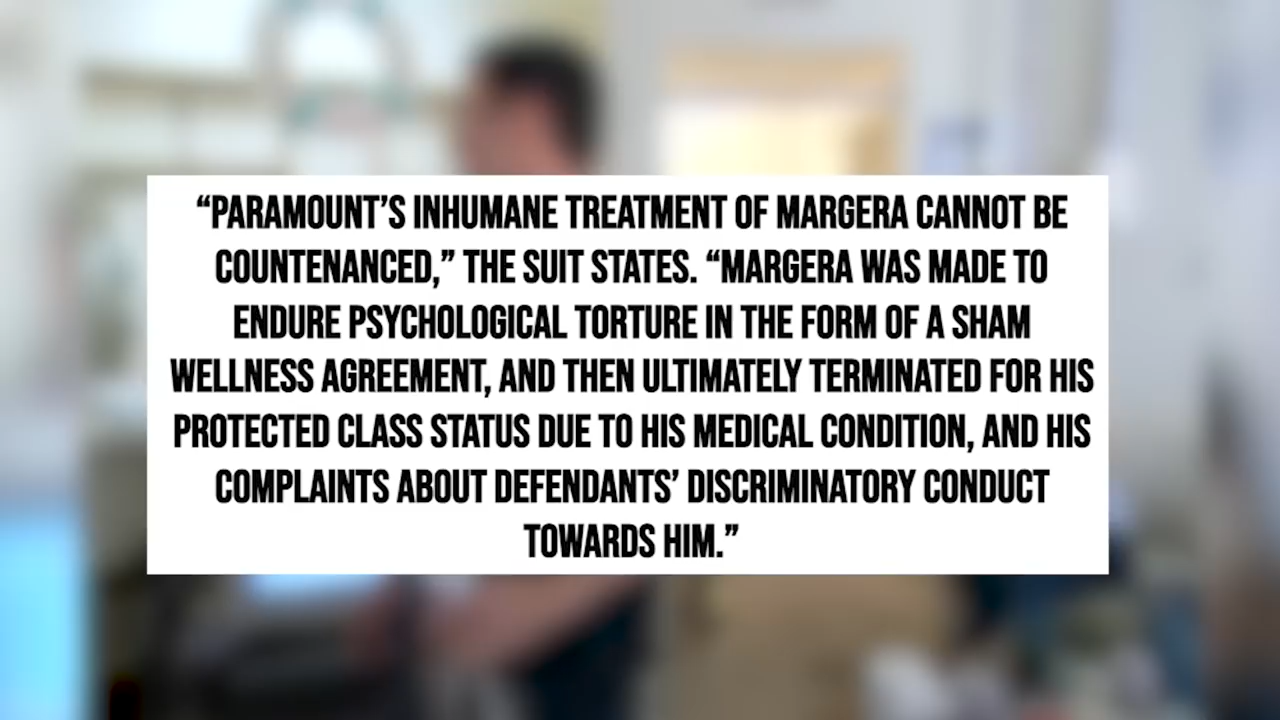 “PARAMOUNT’S INHUMANE TREATMENT OF MARGERA CANNOT BE
COUNTENANCED,” THE SUIT STATES. “MARGERA WAS MADE TO
ENDURE PSYCHOLOGICAL TORTURE IN THE FORM OF A SHAM
WELLNESS AGREEMENT, AND THEN ULTIMATELY TERMINATED FOR HIS
PROTECTED CLASS STATUS DUE TO HIS MEDICAL CONDITION, AND HIS
COMPLAINTS ABOUT DEFENDANTS’ DISCRIMINATORY CONDUCT
TOWARDS HIM.”